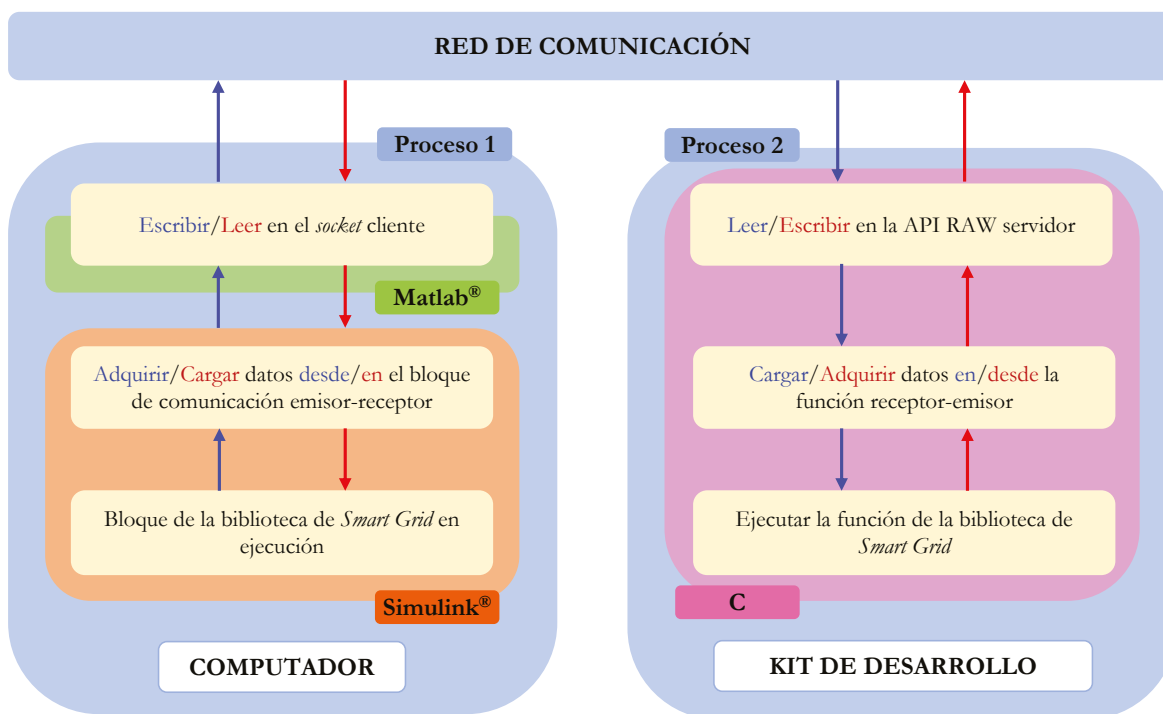 RED DE COMUNICACIÓN
Proceso 1
Escribir/Leer en el socket cliente
Matlab®
Adquirir/Cargar datos desde/en el bloque
de comunicación emisor-receptor
Bloque de la biblioteca de Smart Grid en
ejecución
Simulink®
COMPUTADOR
Proceso 2
Leer/Escribir en la API RAW servidor
Cargar/Adquirir datos en/desde la
función receptor-emisor
Ejecutar la función de la biblioteca de
Smart Grid
C
KIT DE DESARROLLO